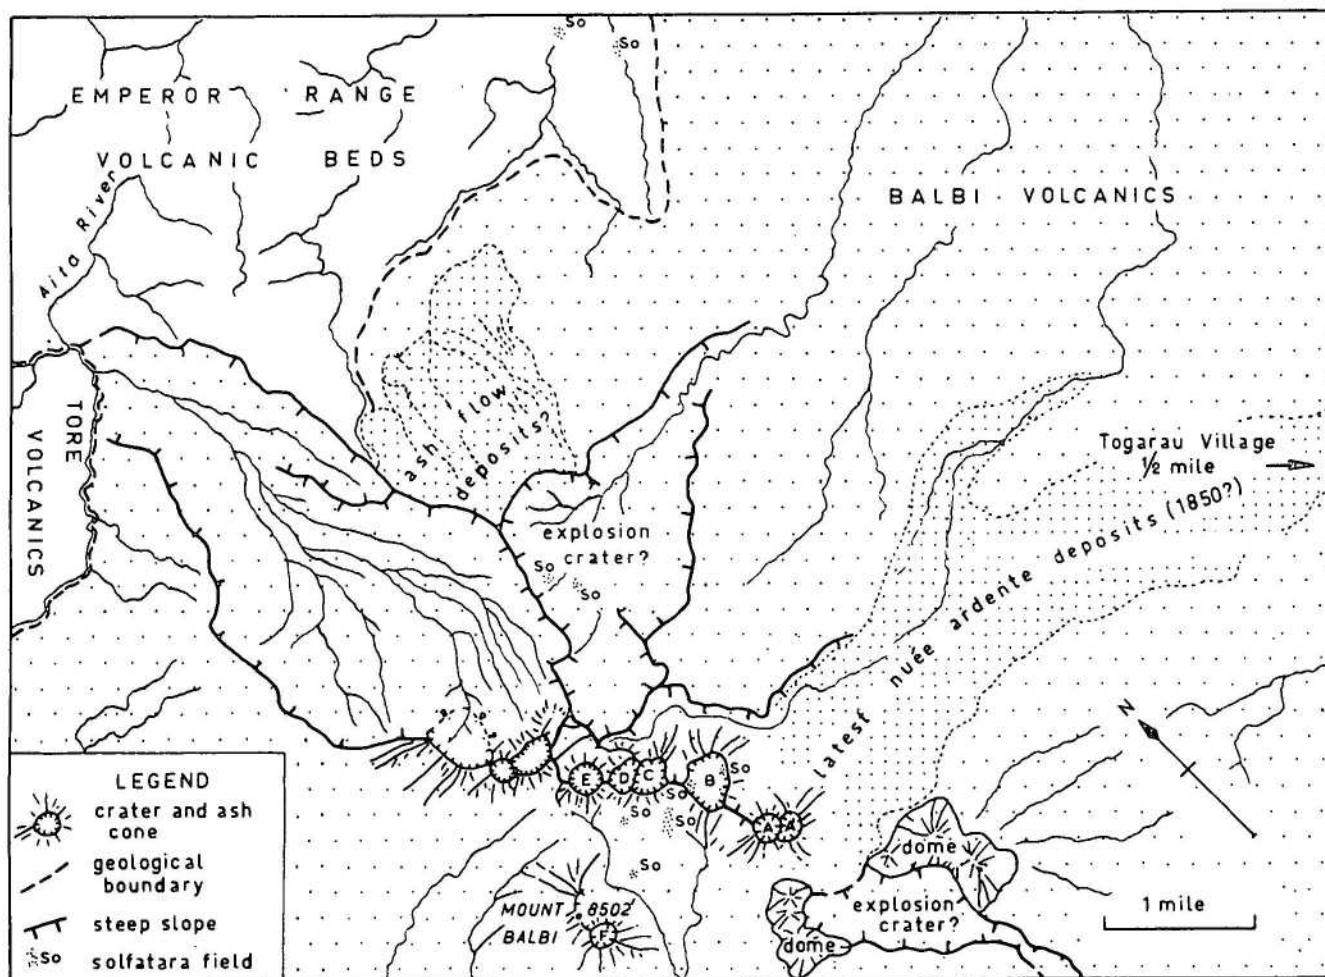 So
So
EMPEROR RANGE
VOLCANIC BEDS
BALBI VOLCANICS
Aita River
TORE
VOLCANICS
ash flow
deposits?
explosion
crater?
So
So
Togarau Village
1/2 mile
latest nuée ardente deposits (1850?)
N
E
D
C
B
So
So
So
So
So
A
A'
MOUNT 8502'
BALBI
F
dome
explosion
crater?
dome
1 mile
LEGEND
crater and ash
cone
geological
boundary
steep slope
So solfatara field